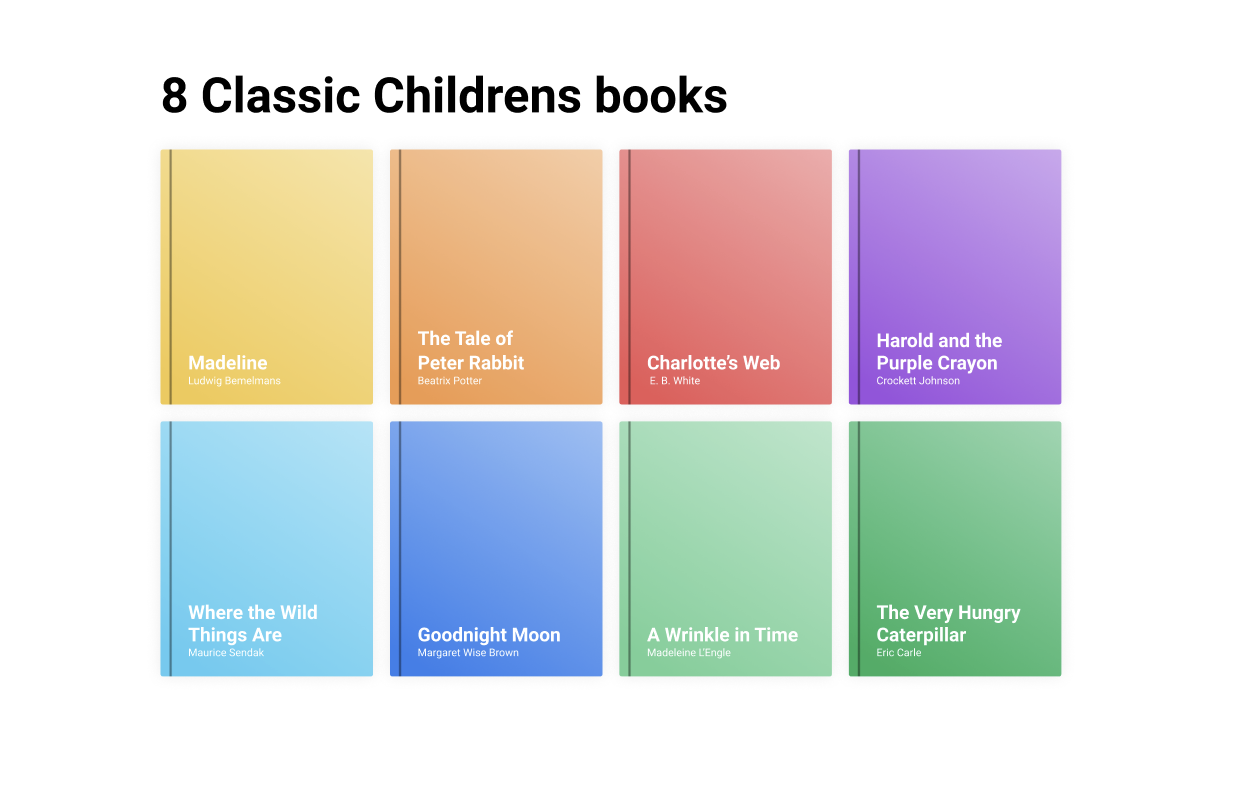 8 Classic Childrens books
Madeline
Ludwig Bemelmans
The Tale of
Peter Rabbit
Beatrix Potter
Charlotte’s Web
E. B. White
Harold and the
Purple Crayon
Crockett Johnson
Where the Wild
Things Are
Maurice Sendak
Goodnight Moon
Margaret Wise Brown
A Wrinkle in Time
Madeleine L’Engle
The Very Hungry
Caterpillar
Eric Carle